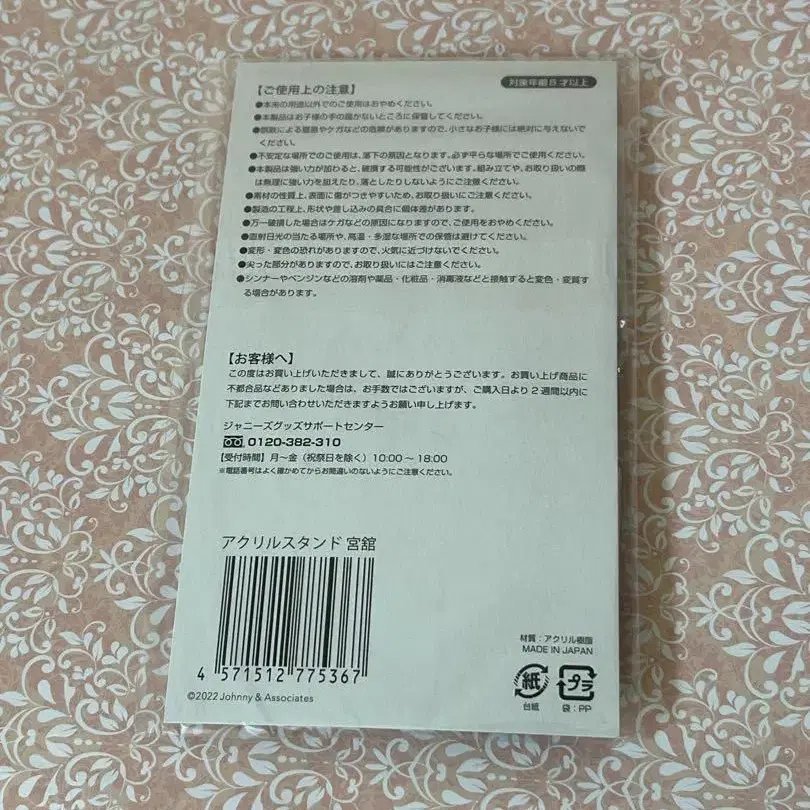 【ご使用上の注意】
対象年齢6才以上
●本来の用途以外でのご使用はおやめください。
●本製品はお子様の手の届かないところに保管してください。
●誤飲による窒息やケガなどの危険がありますので、小さなお子様には絶対に与えないで
ください。
●不安定な場所でのご使用は、落下の原因となります。必ず平らな場所でご使用ください。
●本製品は強い力が加わると、破損する可能性がございます。組み立てや、お取り扱いの際
は無理に強い力を加えたり、落としたりしないようにご注意ください。
●素材の性質上、表面に傷がつきやすいため、お取り扱いにご注意ください。
●製造の工程上、形状や差し込みの具合に個体差があります。
●万一破損した場合はケガなどの原因になりますので、ご使用をおやめください。
●直射日光の当たる場所や、高温・多湿な場所での保管は避けてください。
●変形・変色の恐れがありますので、火気に近づけないでください。
●尖った部分がありますので、お取り扱いにはご注意ください。
●シンナーやベンジンなどの溶剤や薬品・化粧品・消毒液などと接触すると変色・変質す
る場合があります。
【お客様へ】
この度はお買い上げいただきまして、誠にありがとうございます。お買い上げ商品に
不都合品などありました場合は、お手数ではございますが、ご購入日より2週間以内に
下記までお問い合わせいただきますようお願い申し上げます。
ジャニーズグッズサポートセンター
0120-382-310
【受付時間】月〜金（祝祭日を除く）10:00〜18:00
※電話番号はよく確かめてからお間違いのないようにご注意ください。
アクリルスタンド 宮舘
4 571512 775367
©2022 Johnny & Associates
材質：アクリル樹脂
MADE IN JAPAN
紙 プラ
台紙 袋：PP